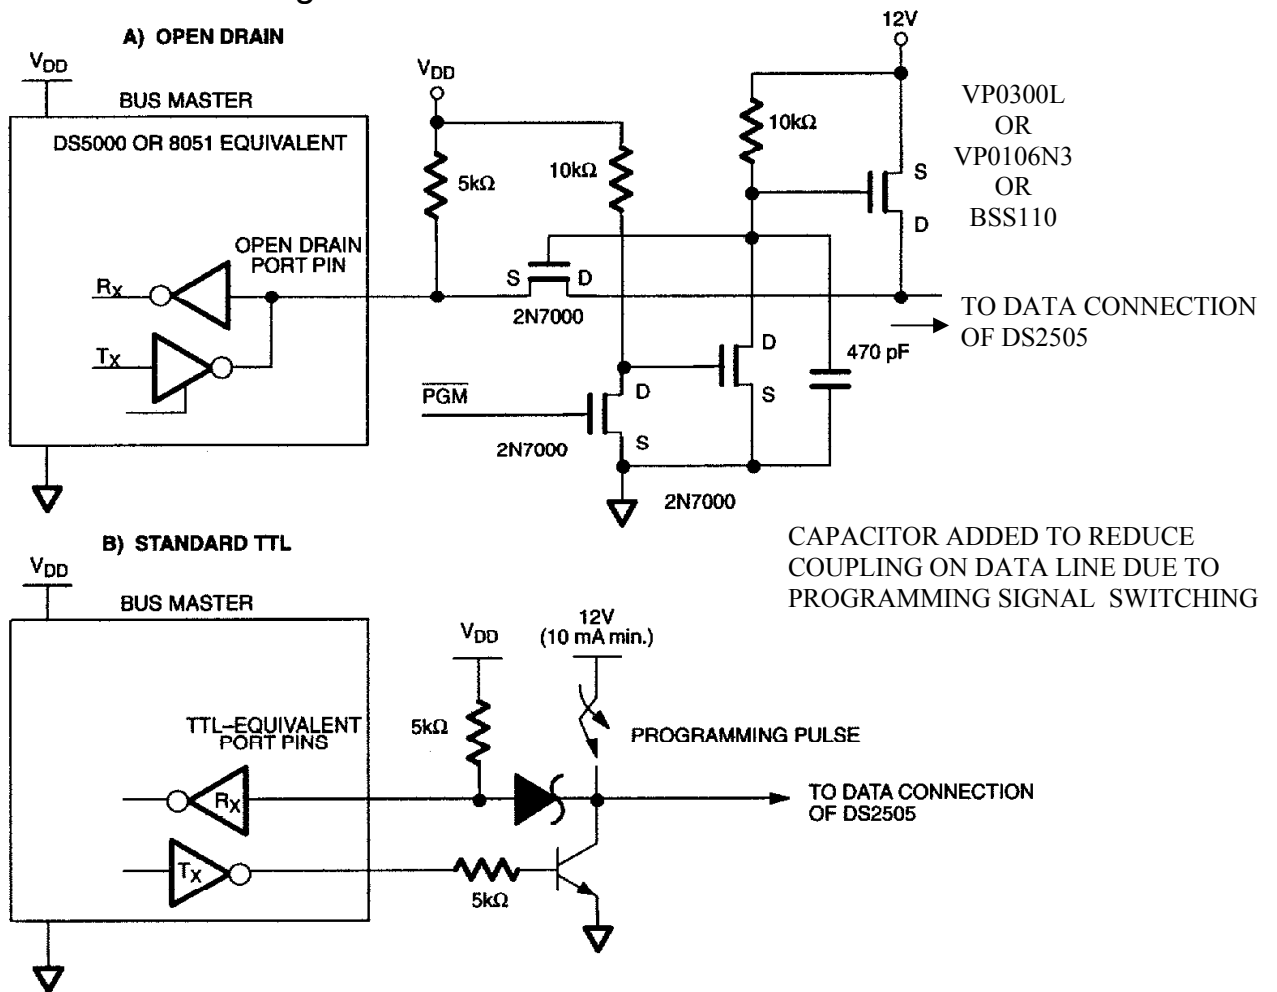 A) OPEN DRAIN
VDD
BUS MASTER
DS5000 OR 8051 EQUIVALENT
OPEN DRAIN
PORT PIN
RX
TX
VDD
5kΩ
10kΩ
S
D
2N7000
PGM
D
S
2N7000
D
S
2N7000
470 pF
10kΩ
12V
S
D
VP0300L
OR
VP0106N3
OR
BSS110
TO DATA CONNECTION
OF DS2505
CAPACITOR ADDED TO REDUCE
COUPLING ON DATA LINE DUE TO
PROGRAMMING SIGNAL SWITCHING
B) STANDARD TTL
VDD
BUS MASTER
TTL–EQUIVALENT
PORT PINS
RX
TX
VDD
5kΩ
5kΩ
12V
(10 mA min.)
PROGRAMMING PULSE
TO DATA CONNECTION
OF DS2505